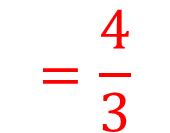 = 4/3